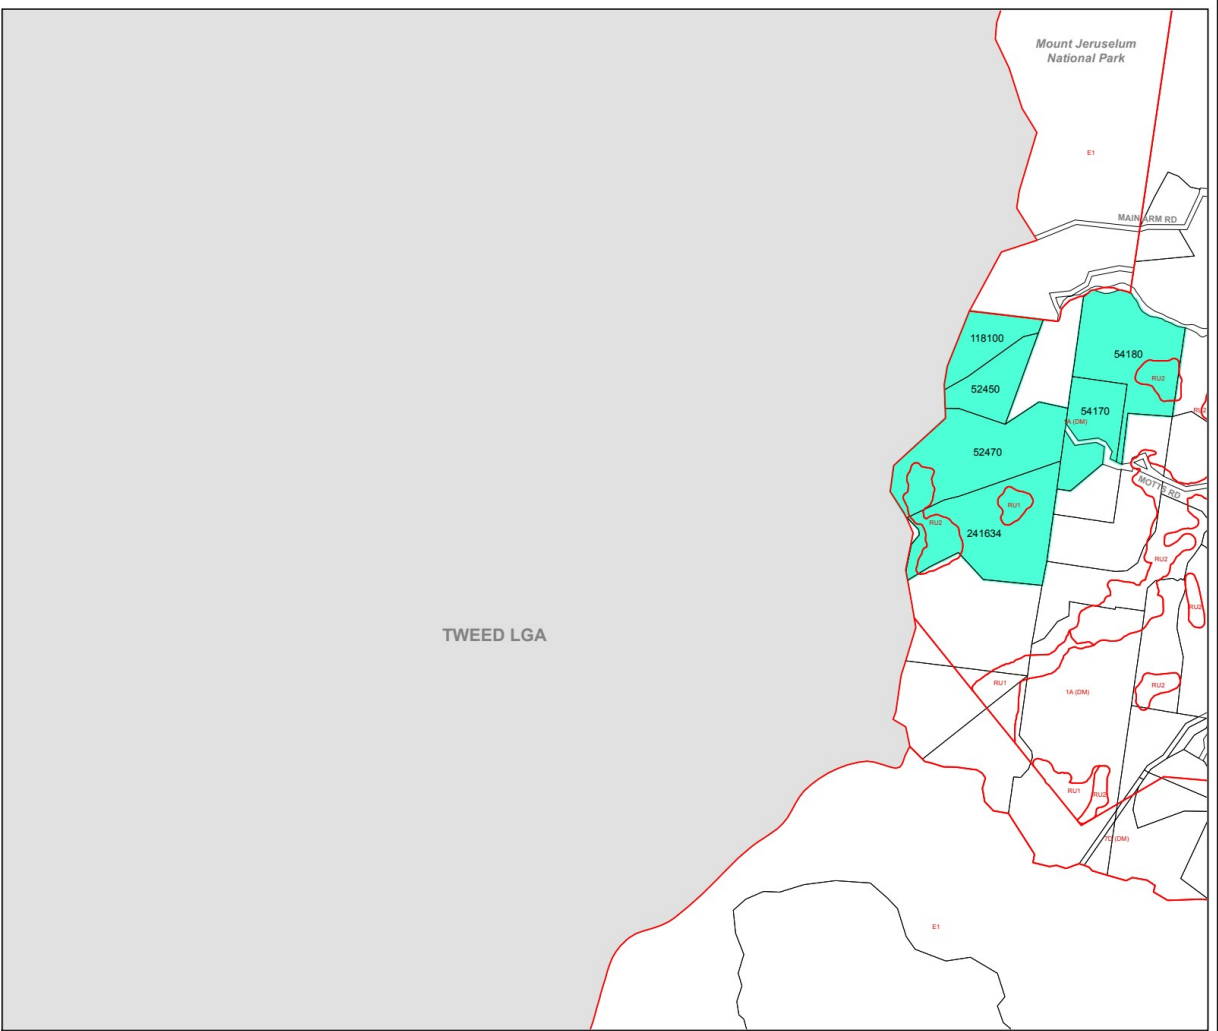 Mount Jeruselum
National Park
E1
MAIN ARM RD
118100
54180
RU2
52450
54170
RU2
1A (DM)
52470
MOTTS RD
RU1
RU2
241634
RU2
RU2
TWEED LGA
RU1
RU2
1A (DM)
RU1
RU2
7D (DM)
E1